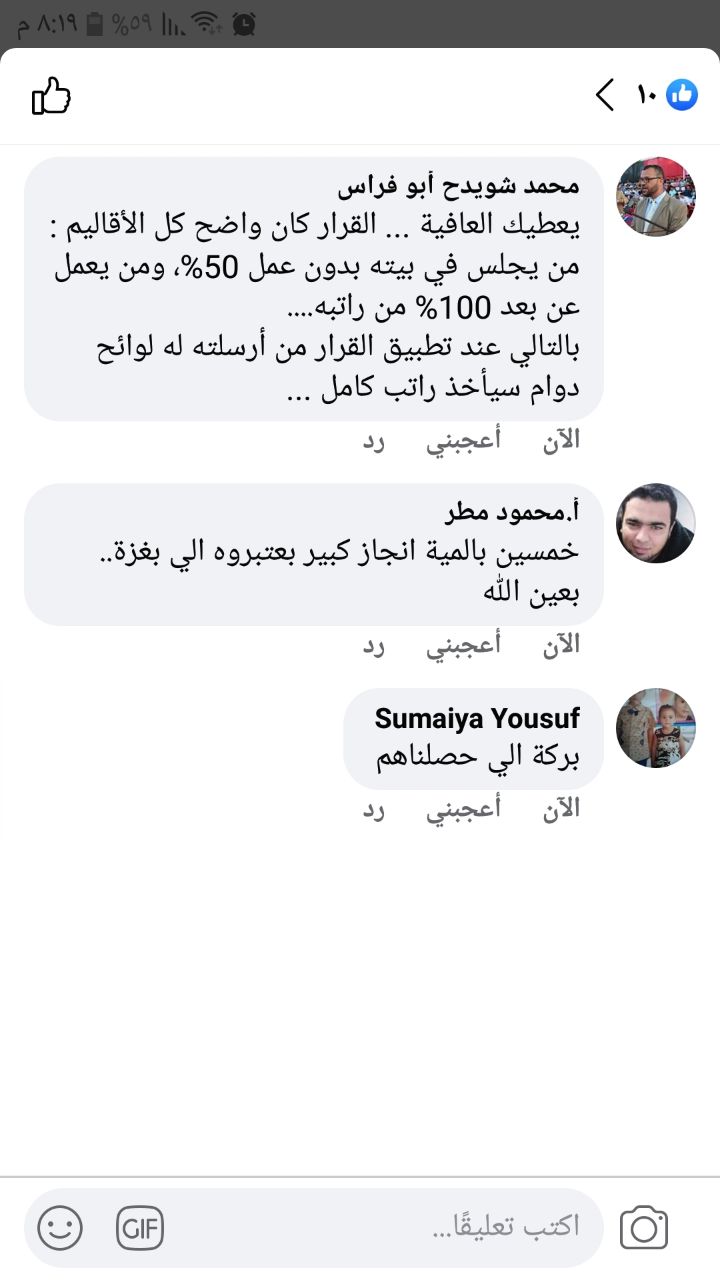 ٨:١٩ م
%٥٩
١٠
محمد شويدح أبو فراس
يعطيك العافية ... القرار كان واضح كل الأقاليم :
من يجلس في بيته بدون عمل 50%، ومن يعمل
عن بعد 100% من راتبه....
بالتالي عند تطبيق القرار من أرسلته له لوائح
دوام سيأخذ راتب كامل ...
الآن أعجبني رد
أ.محمود مطر
خمسين بالمية انجاز كبير بعتبروه الي بغزة..
بعين الله
الآن أعجبني رد
Sumaiya Yousuf
بركة الي حصلناهم
الآن أعجبني رد
اكتب تعليقًا...
GIF